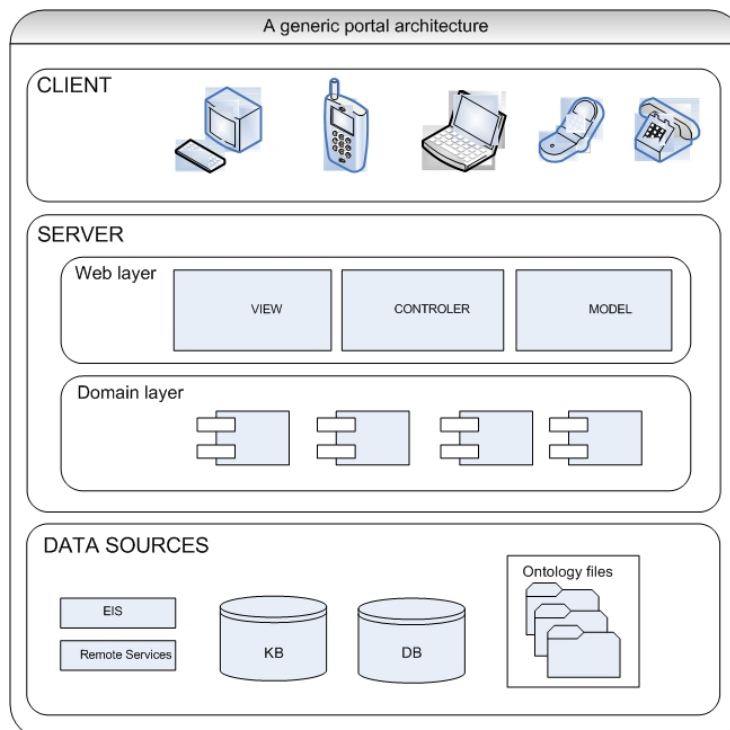 A generic portal architecture
CLIENT
SERVER
Web layer
VIEW
CONTROLER
MODEL
Domain layer
DATA SOURCES
EIS
Remote Services
KB
DB
Ontology files